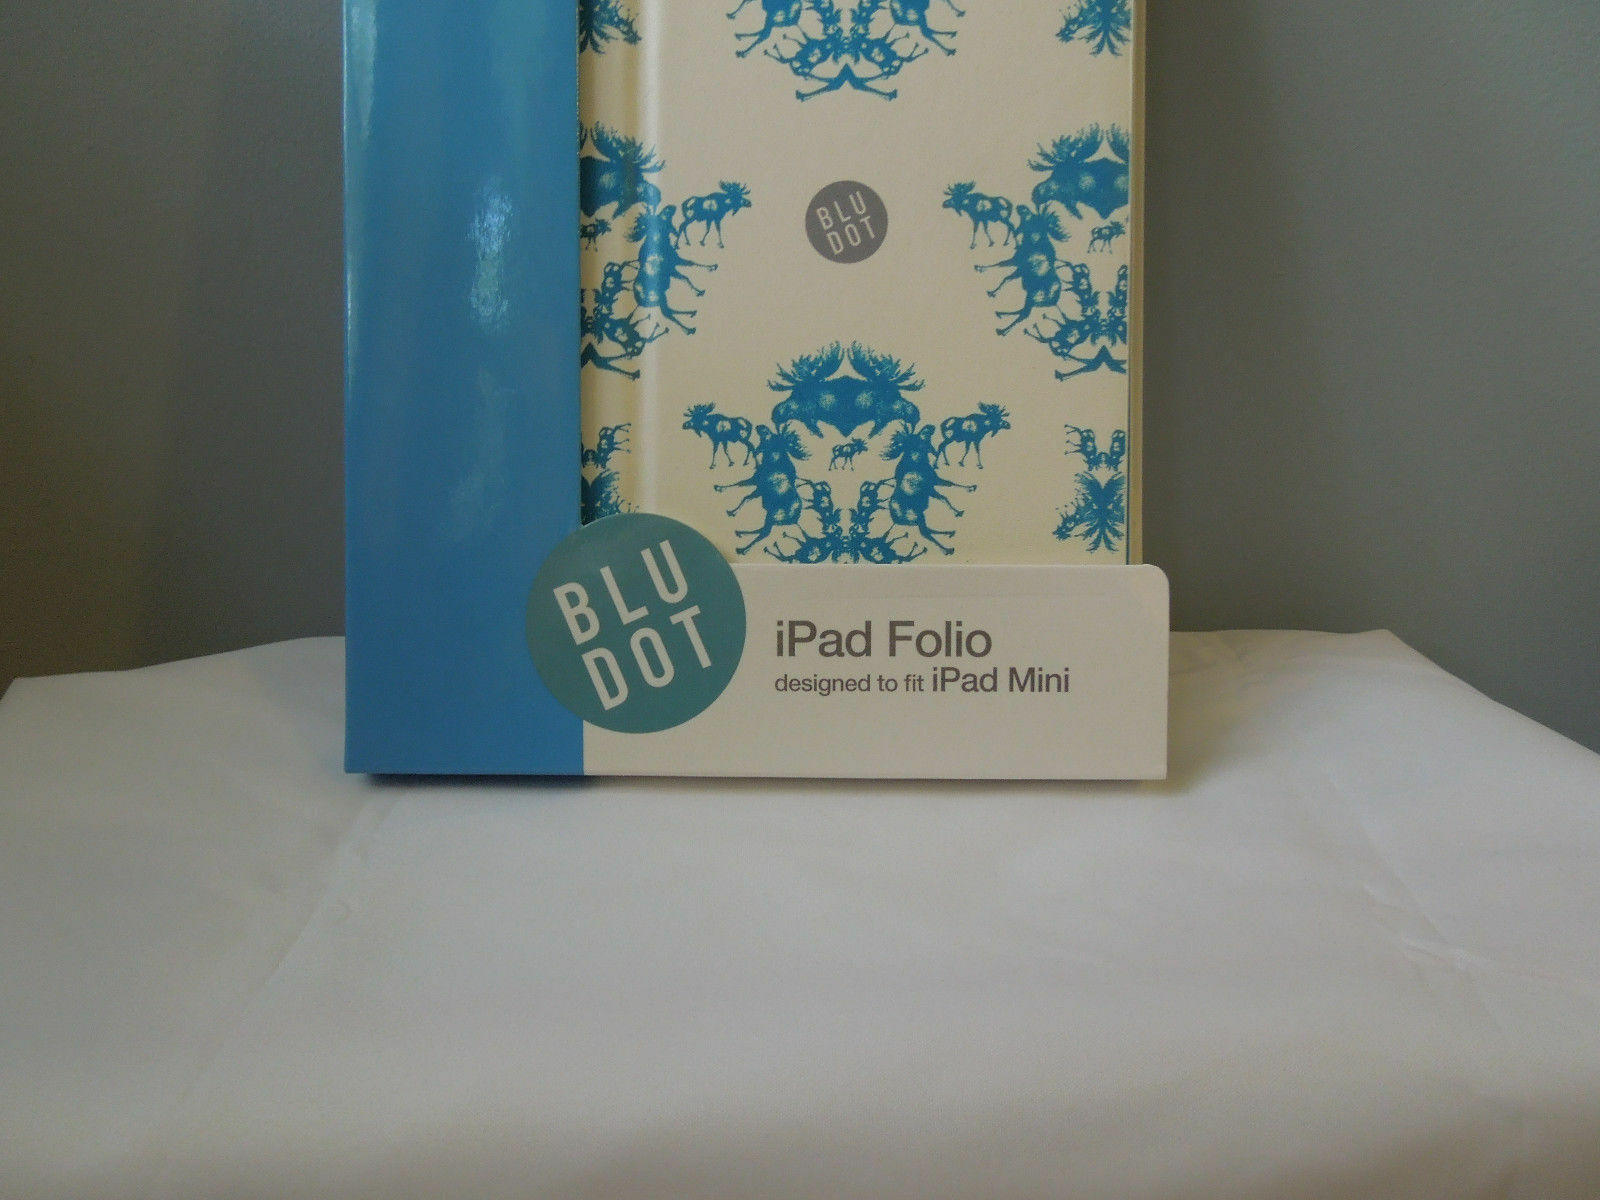 BLU
DOT
BLU
DOT
iPad Folio
designed to fit iPad Mini